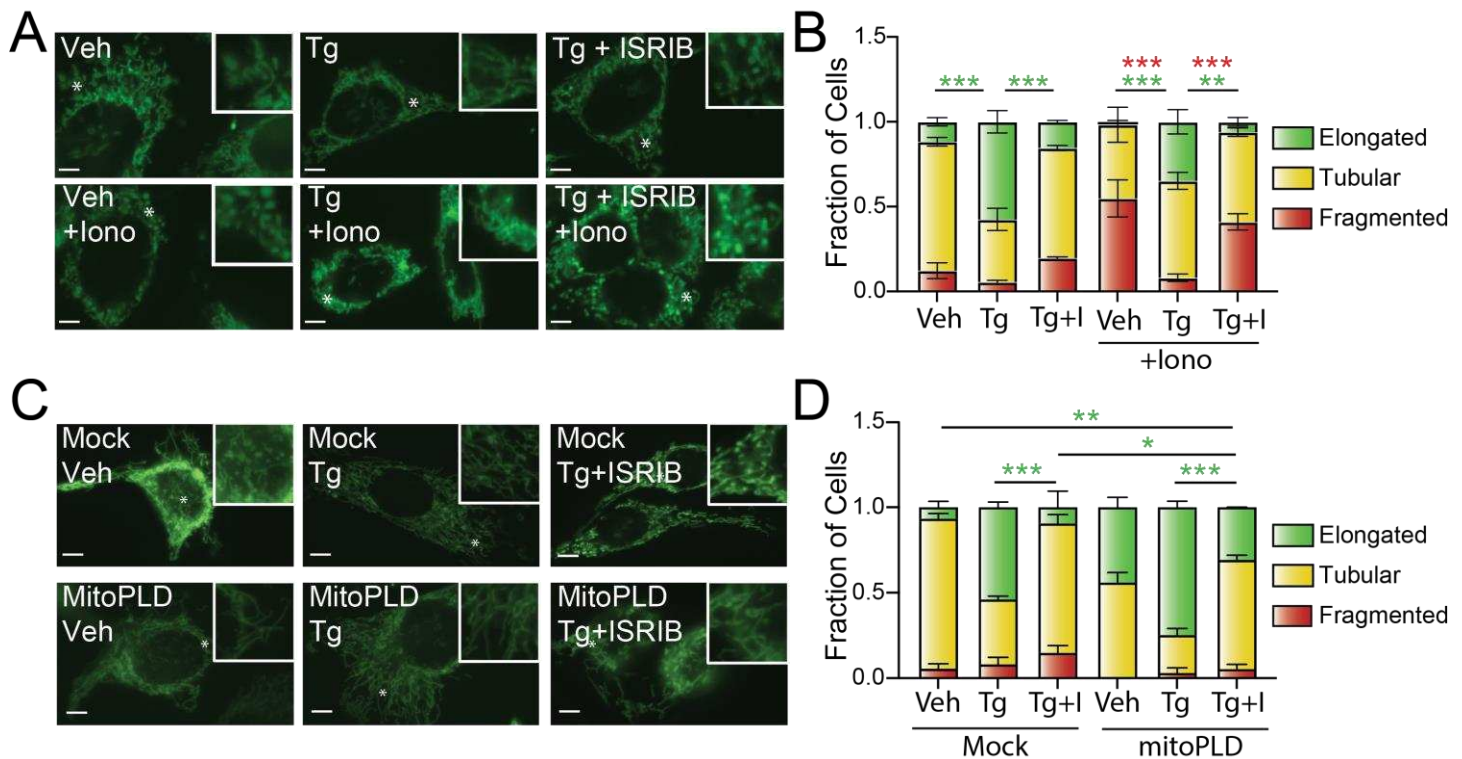 A
Veh
Tg
Tg + ISRIB
*
*
*
Veh
+Iono
Tg
+Iono
Tg + ISRIB
+Iono
*
*
*
B
Fraction of Cells
1.5
1.0
0.5
0.0
***
***
***
***
***
**
Elongated
Tubular
Fragmented
Veh
Tg
Tg+I
Veh
Tg
Tg+I
+Iono
C
Mock
Veh
Mock
Tg
Mock
Tg+ISRIB
*
*
*
MitoPLD
Veh
MitoPLD
Tg
MitoPLD
Tg+ISRIB
*
*
*
D
Fraction of Cells
1.5
1.0
0.5
0.0
**
*
***
***
Elongated
Tubular
Fragmented
Veh
Tg
Tg+I
Veh
Tg
Tg+I
Mock
mitoPLD